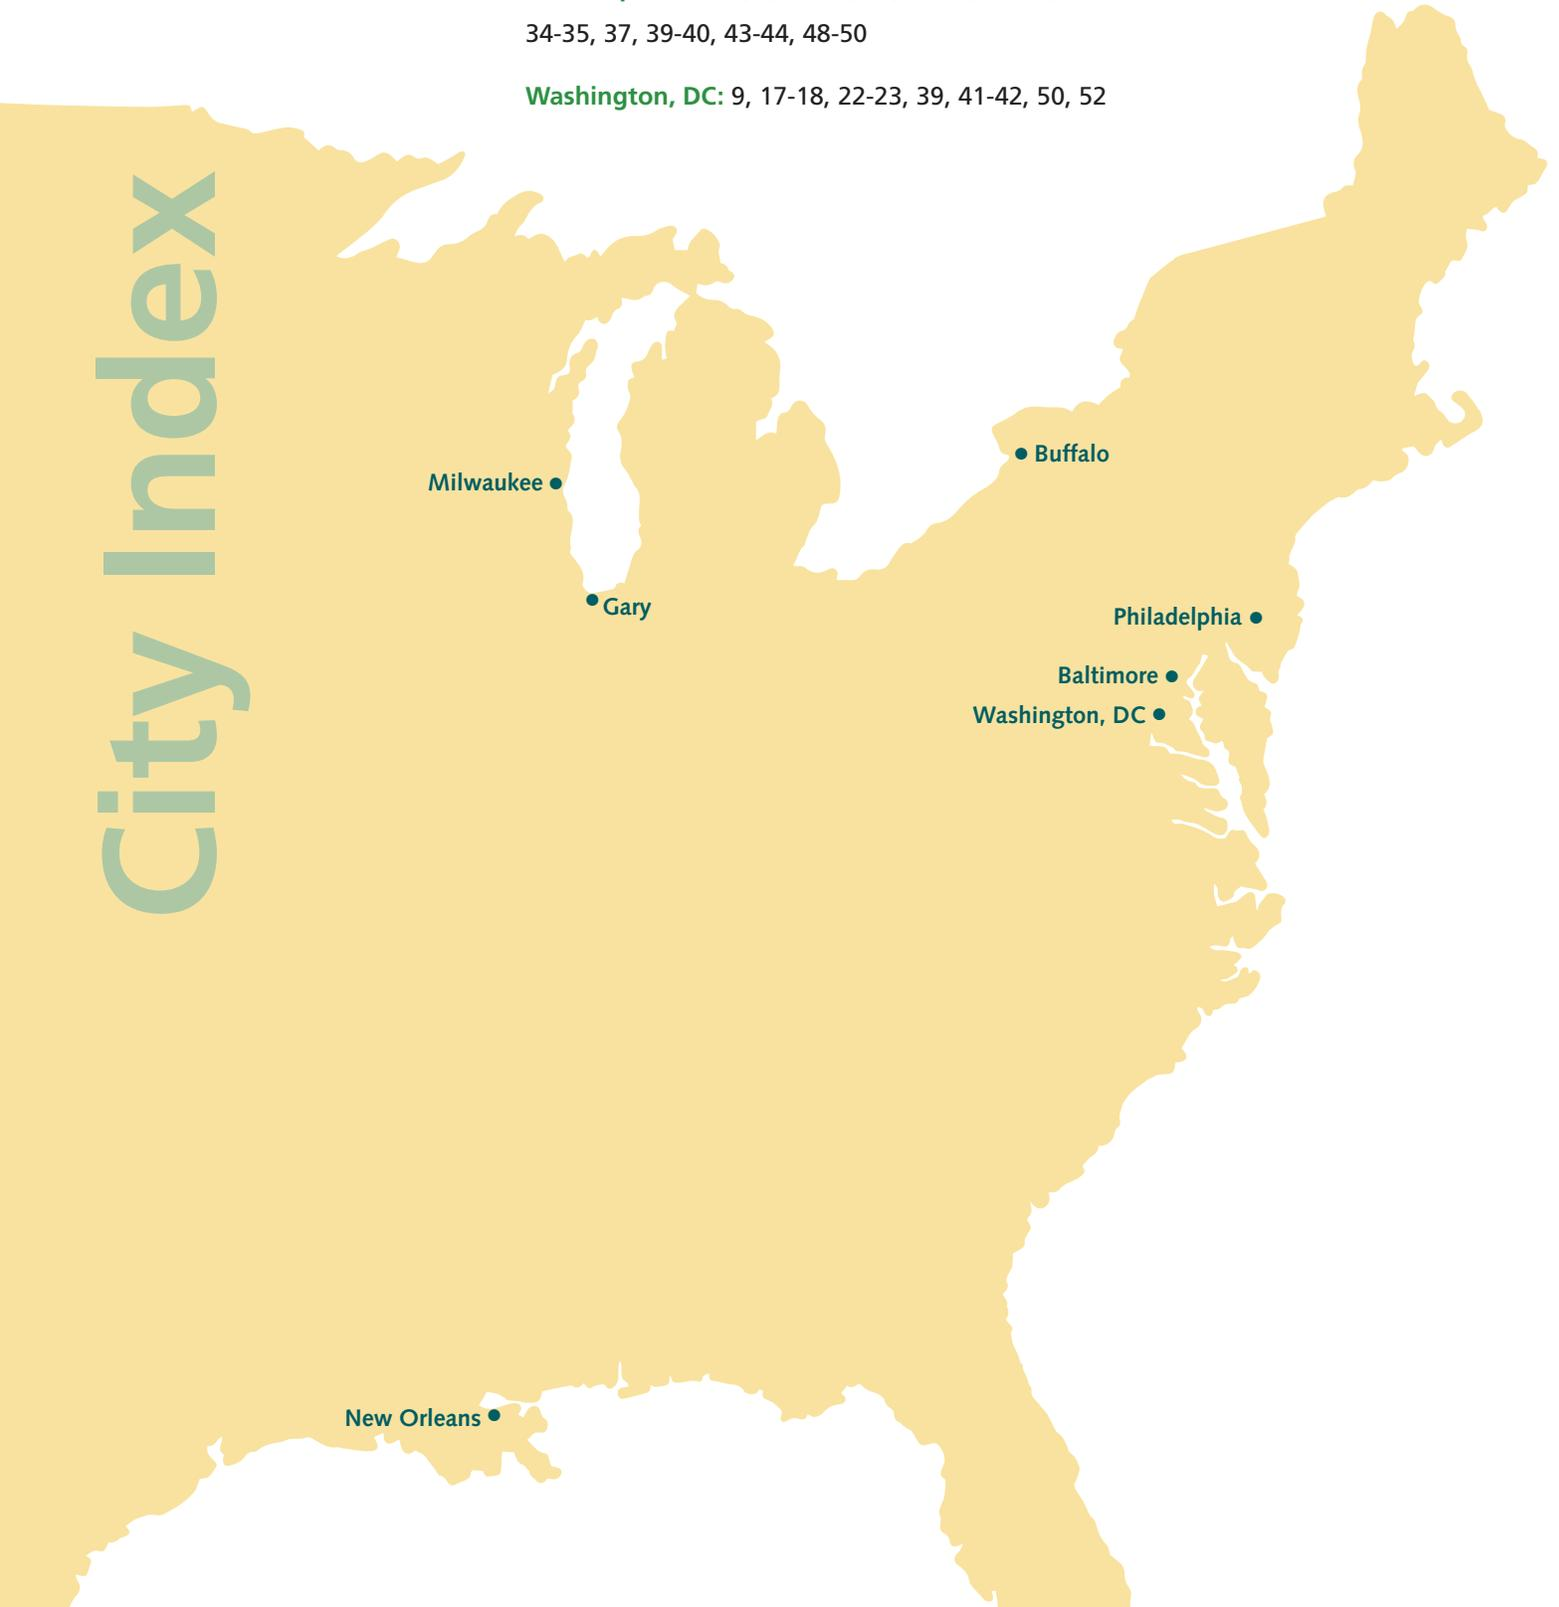 34-35, 37, 39-40, 43-44, 48-50
Washington, DC: 9, 17-18, 22-23, 39, 41-42, 50, 52
City Index
Buffalo
Milwaukee
Gary
Philadelphia
Baltimore
Washington, DC
New Orleans